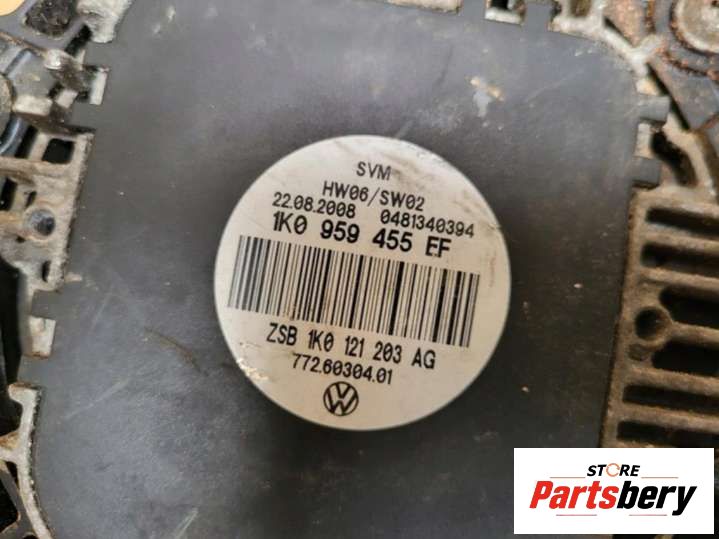 SVM
HW06/SW02
22.08.2008 0481340394
1K0 959 455 EF
ZSB 1K0 121 203 AG
772.60304.01
VW
STORE
Partsbery